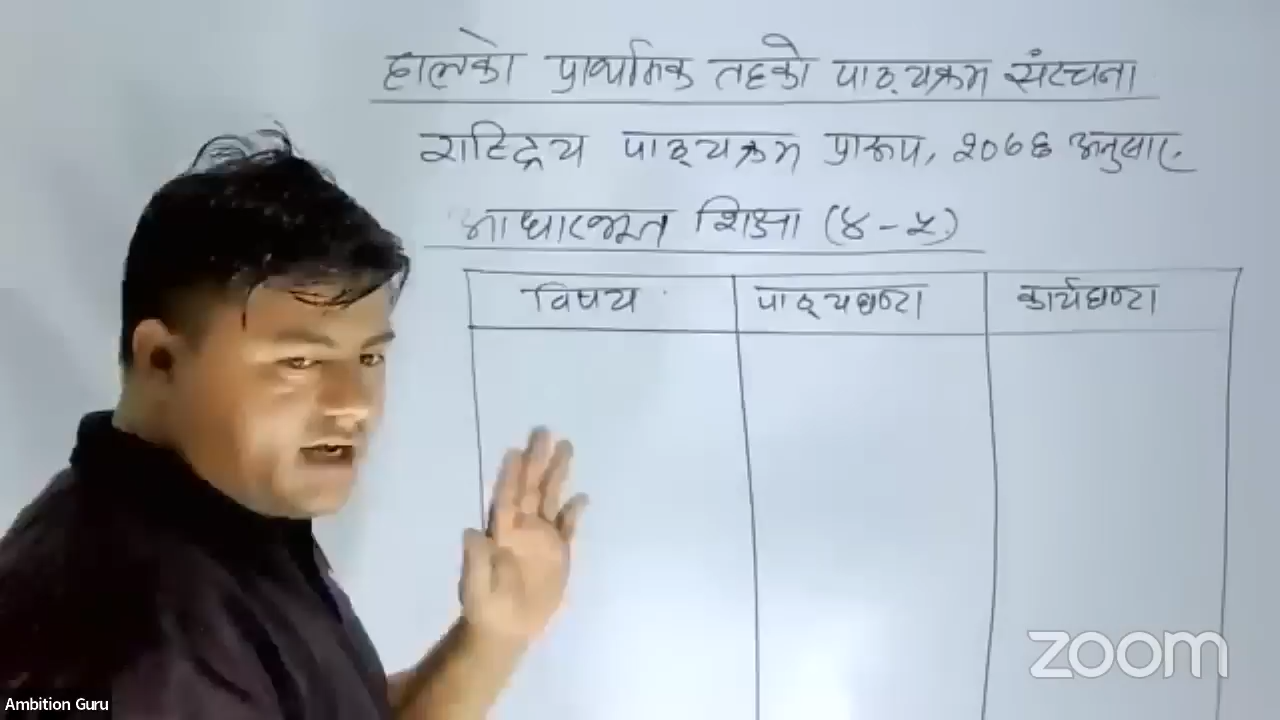 हालको प्राथमिक तहको पाठ्यक्रम संरचना
राष्ट्रिय पाठ्यक्रम प्रारूप, २०७६ अनुसार.
आधारभूत शिक्षा (४-५)
विषय पाठ्यघण्टा कार्यघण्टा
zoom
Ambition Guru